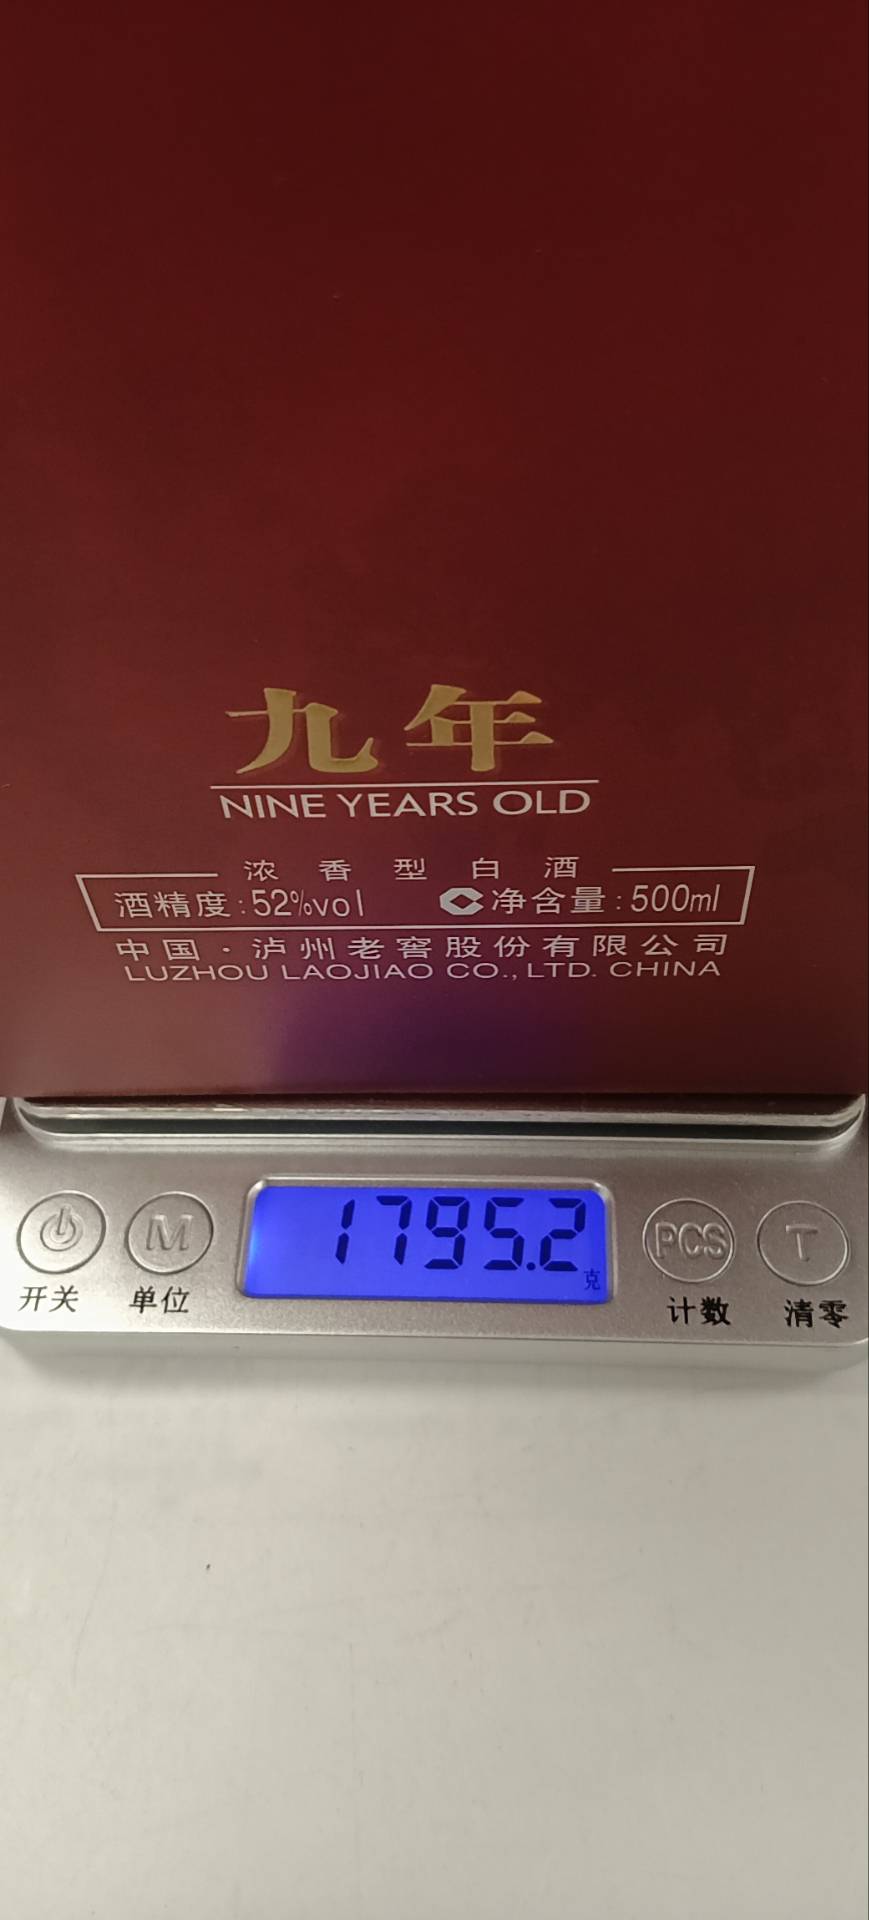 九年
NINE YEARS OLD
浓香型白酒
酒精度:52%vol 净含量:500ml
中国·泸州老窖股份有限公司
LUZHOU LAOJIAO CO.,LTD. CHINA
1795.2 克
M PCS T
开关 单位 计数 清零